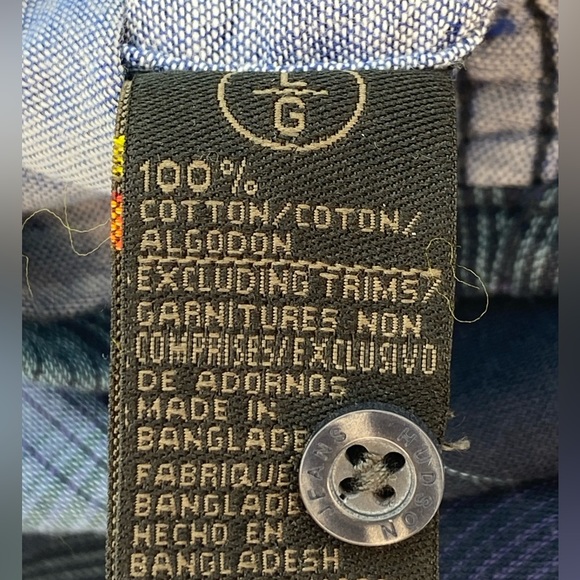 L
G
100%
COTTON/COTON/
ALGODON
EXCLUDING TRIMS/
GARNITURES NON
COMPRISES/EXCLUSIVO
DE ADORNOS
MADE IN
BANGLADE
FABRIQUE
BANGLADE
HECHO EN
BANGLADESH
HUDSON JEANS